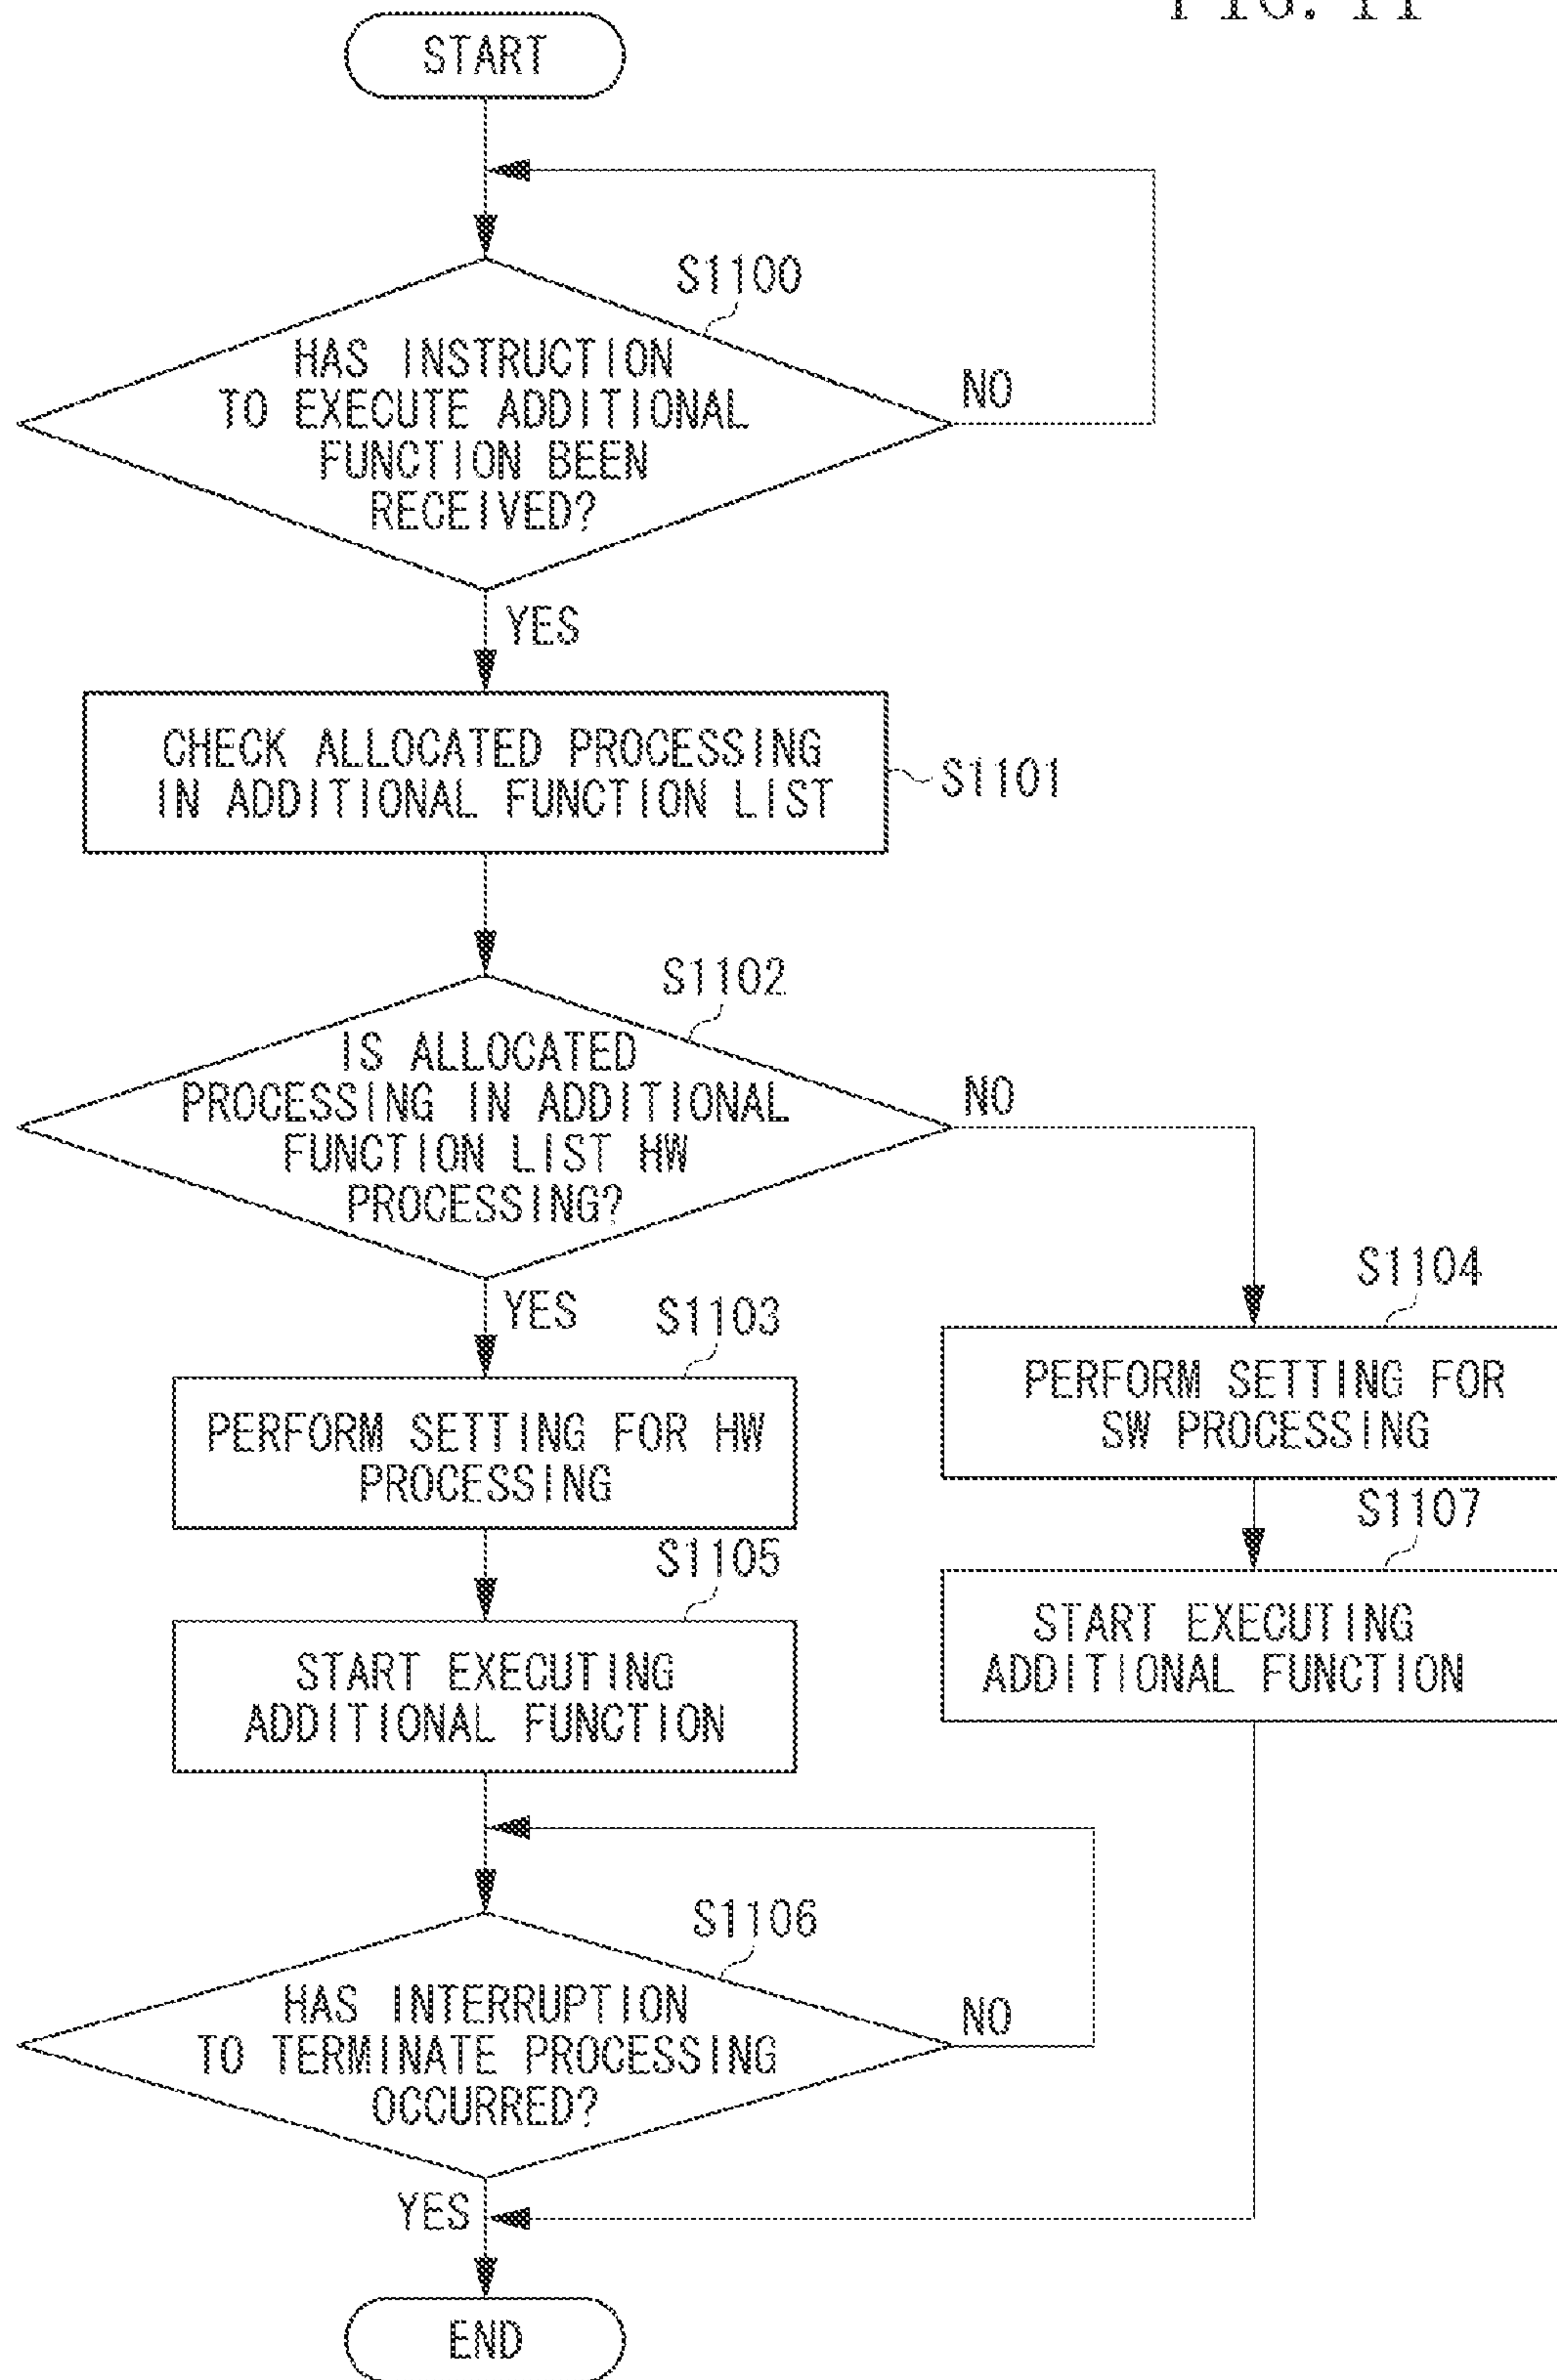 FIG. 11
START
S1100
HAS INSTRUCTION
TO EXECUTE ADDITIONAL
FUNCTION BEEN
RECEIVED?
NO
YES
CHECK ALLOCATED PROCESSING
IN ADDITIONAL FUNCTION LIST
S1101
S1102
IS ALLOCATED
PROCESSING IN ADDITIONAL
FUNCTION LIST HW
PROCESSING?
NO
YES
S1103
PERFORM SETTING FOR HW
PROCESSING
S1104
PERFORM SETTING FOR
SW PROCESSING
S1105
START EXECUTING
ADDITIONAL FUNCTION
S1107
START EXECUTING
ADDITIONAL FUNCTION
S1106
HAS INTERRUPTION
TO TERMINATE PROCESSING
OCCURRED?
NO
YES
END